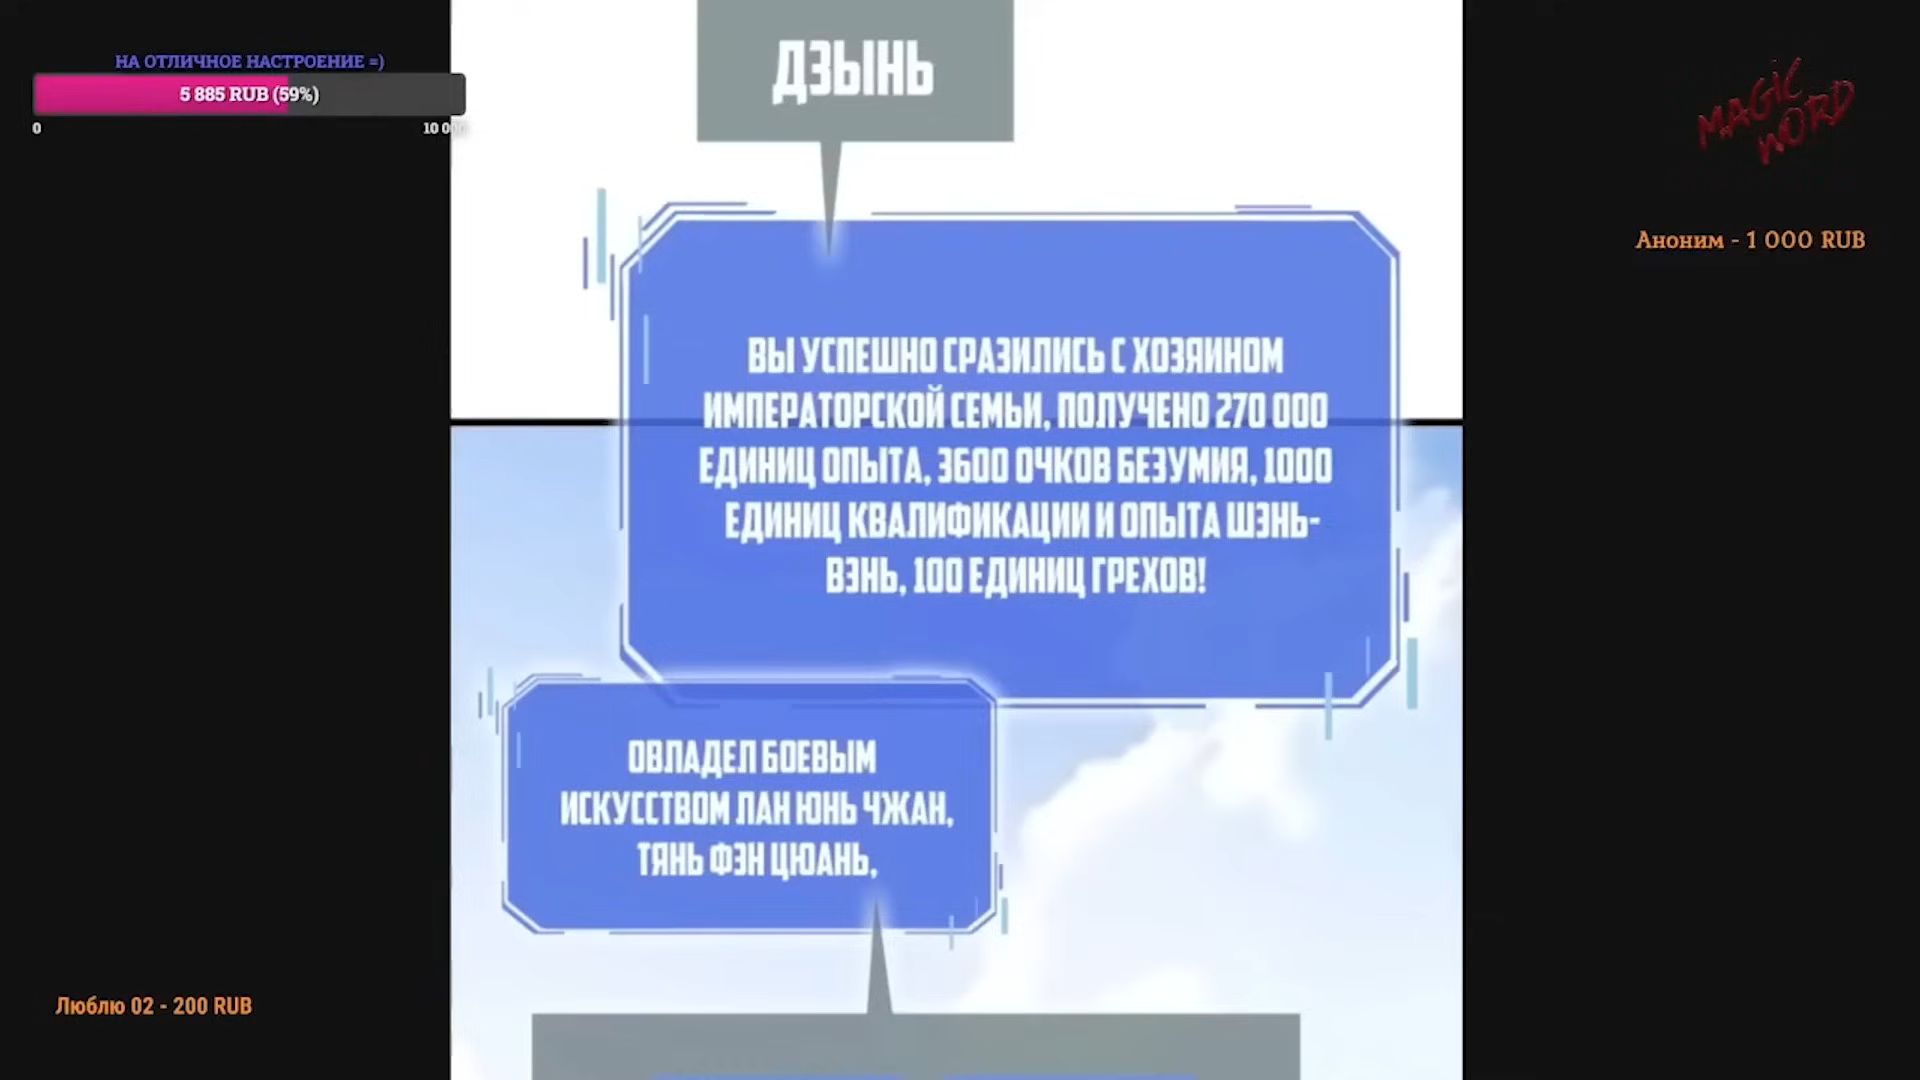 НА ОТЛИЧНОЕ НАСТРОЕНИЕ =)
5 885 RUB (59%)
0
10 000
MAGIC
WORD
Аноним - 1 000 RUB
ДЗЫНЬ
ВЫ УСПЕШНО СРАЗИЛИСЬ С ХОЗЯИНОМ
ИМПЕРАТОРСКОЙ СЕМЬИ, ПОЛУЧЕНО 270 000
ЕДИНИЦ ОПЫТА, 3600 ОЧКОВ БЕЗУМИЯ, 1000
ЕДИНИЦ КВАЛИФИКАЦИИ И ОПЫТА ШЭНЬ-
ВЭНЬ, 100 ЕДИНИЦ ГРЕХОВ!
ОВЛАДЕЛ БОЕВЫМ
ИСКУССТВОМ ЛАН ЮНЬ ЧЖАН,
ТЯНЬ ФЭН ЦЮАНЬ,
Люблю 02 - 200 RUB